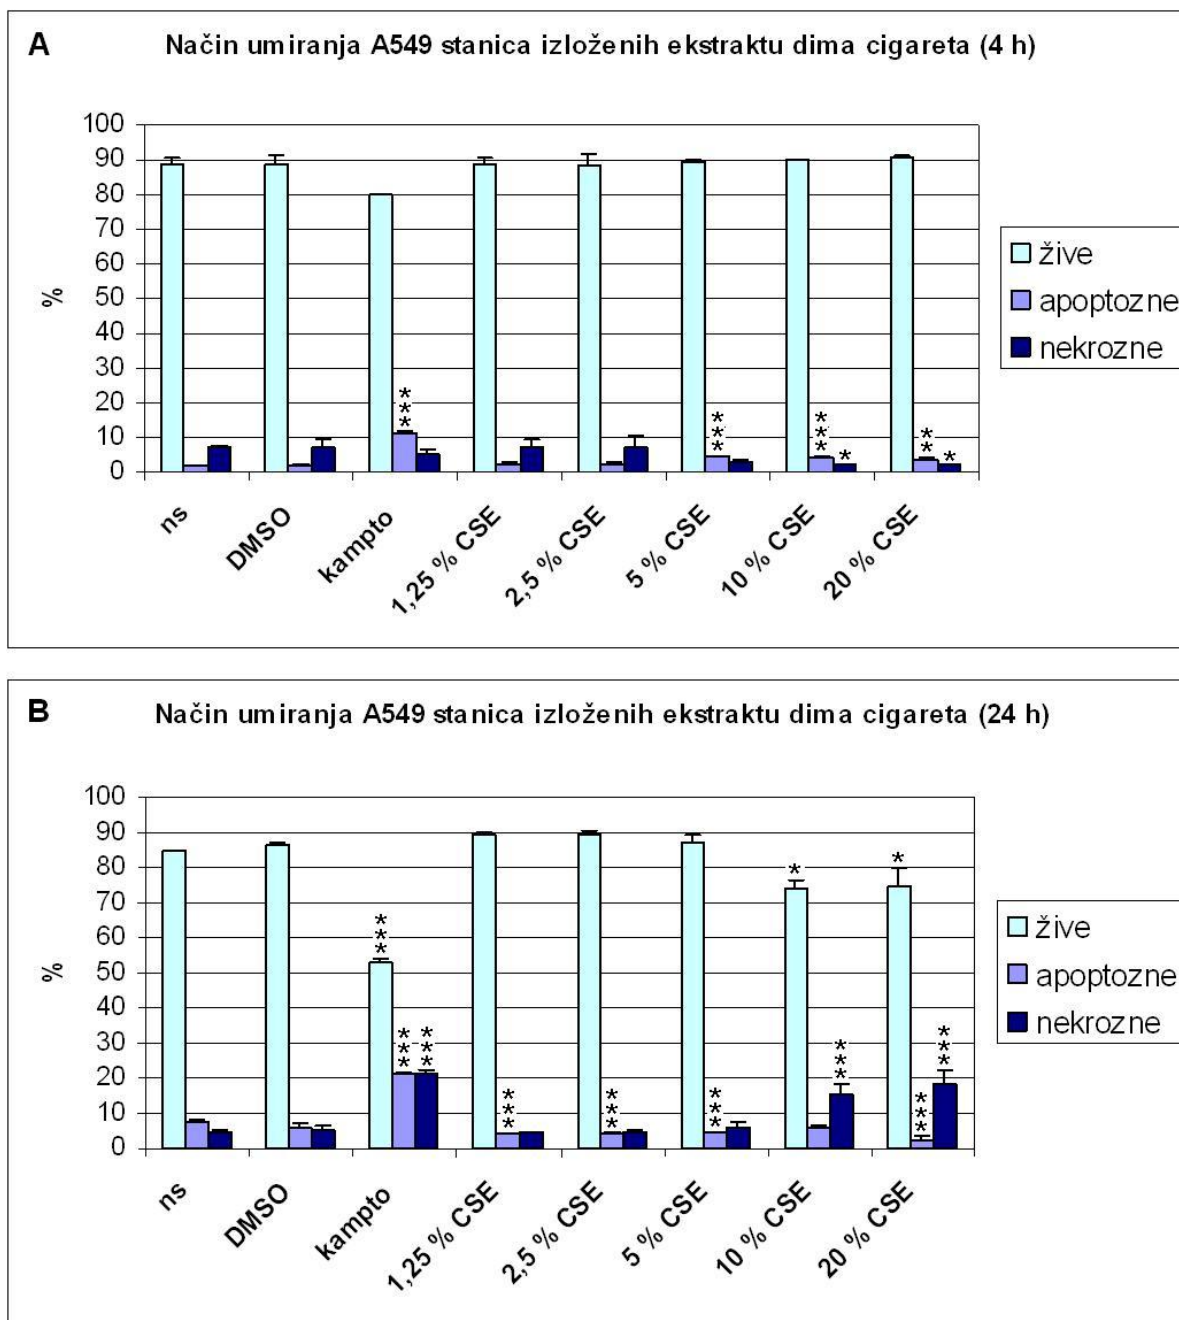 A
Način umiranja A549 stanica izloženih ekstraktu dima cigareta (4 h)
100
90
80
70
60
50
40
30
20
10
0
%
***
***
***
*
**
*
ns
DMSO
kampto
1,25 % CSE
2,5 % CSE
5 % CSE
10 % CSE
20 % CSE
žive
apoptozne
nekrozne
B
Način umiranja A549 stanica izloženih ekstraktu dima cigareta (24 h)
100
90
80
70
60
50
40
30
20
10
0
%
***
***
***
***
***
***
*
***
*
***
***
ns
DMSO
kampto
1,25 % CSE
2,5 % CSE
5 % CSE
10 % CSE
20 % CSE
žive
apoptozne
nekrozne